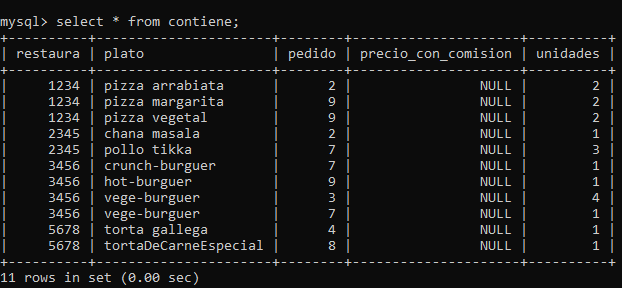 mysql> select * from contiene;
+----------+----------------------+--------+---------------------+----------+
| restaura | plato                | pedido | precio_con_comision | unidades |
+----------+----------------------+--------+---------------------+----------+
|     1234 | pizza arrabiata      |      2 |                NULL |        2 |
|     1234 | pizza margarita      |      9 |                NULL |        2 |
|     1234 | pizza vegetal        |      9 |                NULL |        2 |
|     2345 | chana masala         |      2 |                NULL |        1 |
|     2345 | pollo tikka          |      7 |                NULL |        3 |
|     3456 | crunch-burguer       |      7 |                NULL |        1 |
|     3456 | hot-burguer          |      9 |                NULL |        1 |
|     3456 | vege-burguer         |      3 |                NULL |        4 |
|     3456 | vege-burguer         |      7 |                NULL |        1 |
|     5678 | torta gallega        |      4 |                NULL |        1 |
|     5678 | tortaDeCarneEspecial |      8 |                NULL |        1 |
+----------+----------------------+--------+---------------------+----------+
11 rows in set (0.00 sec)